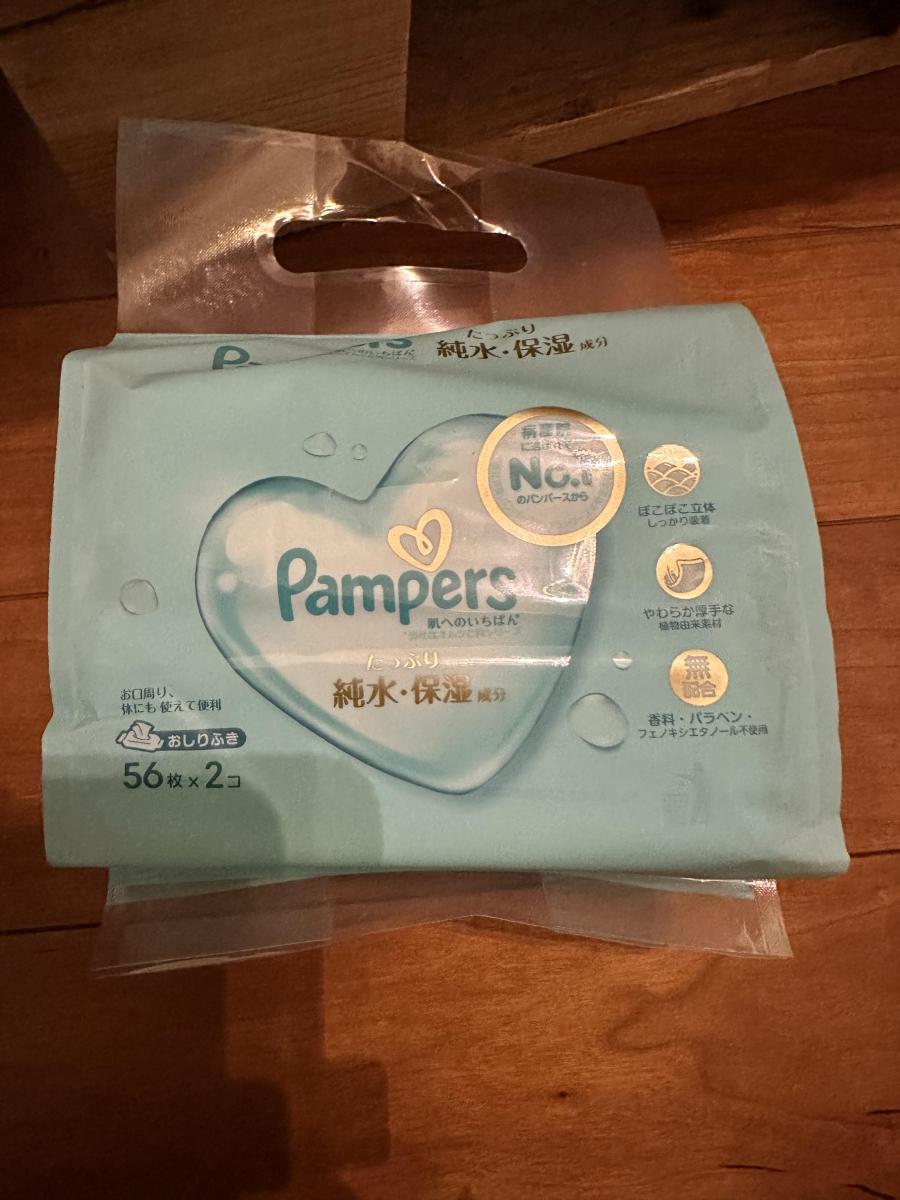 たっぷり
純水・保湿 成分
病産院
No.1
のパンパースから
Pampers
肌へのいちばん*
たっぷり
純水・保湿 成分
ぽこぽこ立体
しっかり吸着
やわらか厚手な
植物由来素材
無
配合
香料・パラベン・
フェノキシエタノール不使用
お口周り、
体にも使えて便利
おしりふき
56枚×2コ